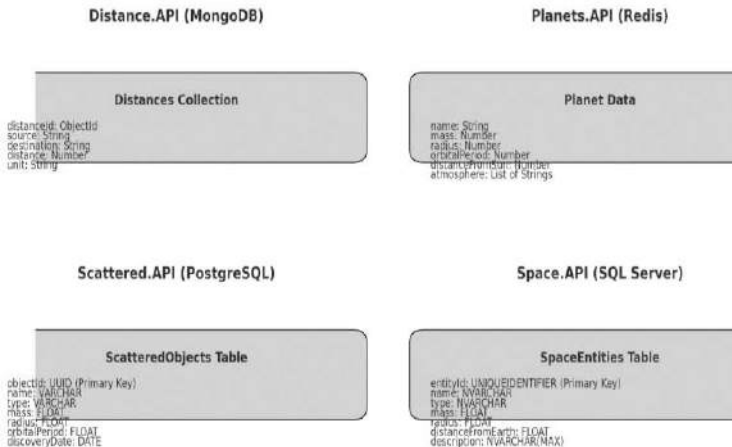 Distance.API (MongoDB)
Distances Collection
distanceId: ObjectId
source: String
destination: String
distance: Number
unit: String
Planets.API (Redis)
Planet Data
name: String
mass: Number
radius: Number
orbitalPeriod: Number
distanceFromSun: Number
atmosphere: List of Strings
Scattered.API (PostgreSQL)
ScatteredObjects Table
objectId: UUID (Primary Key)
name: VARCHAR
type: VARCHAR
mass: FLOAT
radius: FLOAT
orbitalPeriod: FLOAT
discoveryDate: DATE
Space.API (SQL Server)
SpaceEntities Table
entityId: UNIQUEIDENTIFIER (Primary Key)
name: NVARCHAR
type: NVARCHAR
mass: FLOAT
radius: FLOAT
distanceFromEarth: FLOAT
description: NVARCHAR(MAX)